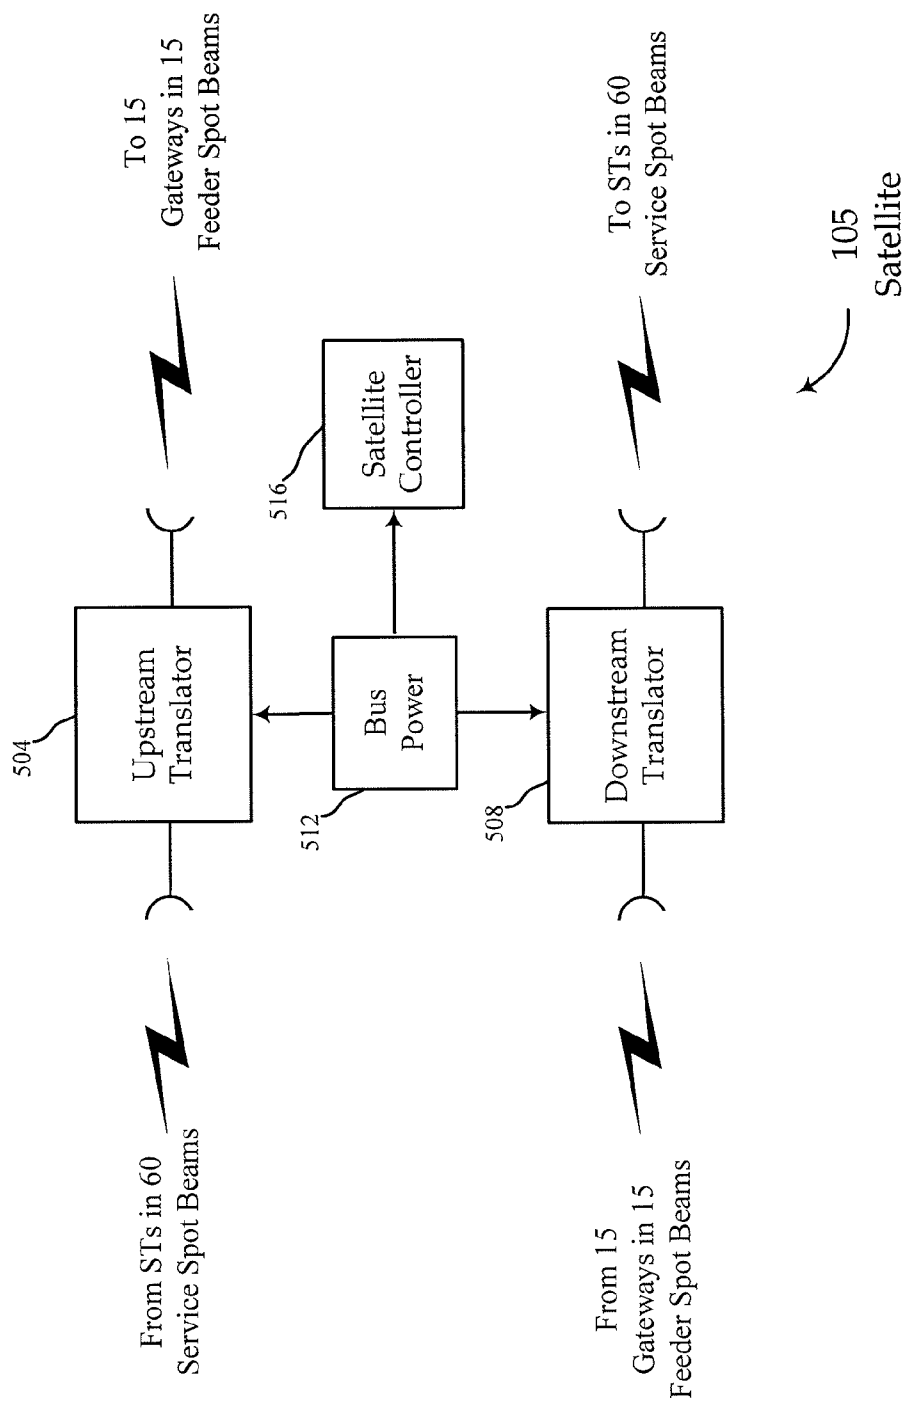 504
From STs in 60
Service Spot Beams
Upstream
Translator
To 15
Gateways in 15
Feeder Spot Beams
512
Bus
Power
516
Satellite
Controller
508
From 15
Gateways in 15
Feeder Spot Beams
Downstream
Translator
To STs in 60
Service Spot Beams
105
Satellite